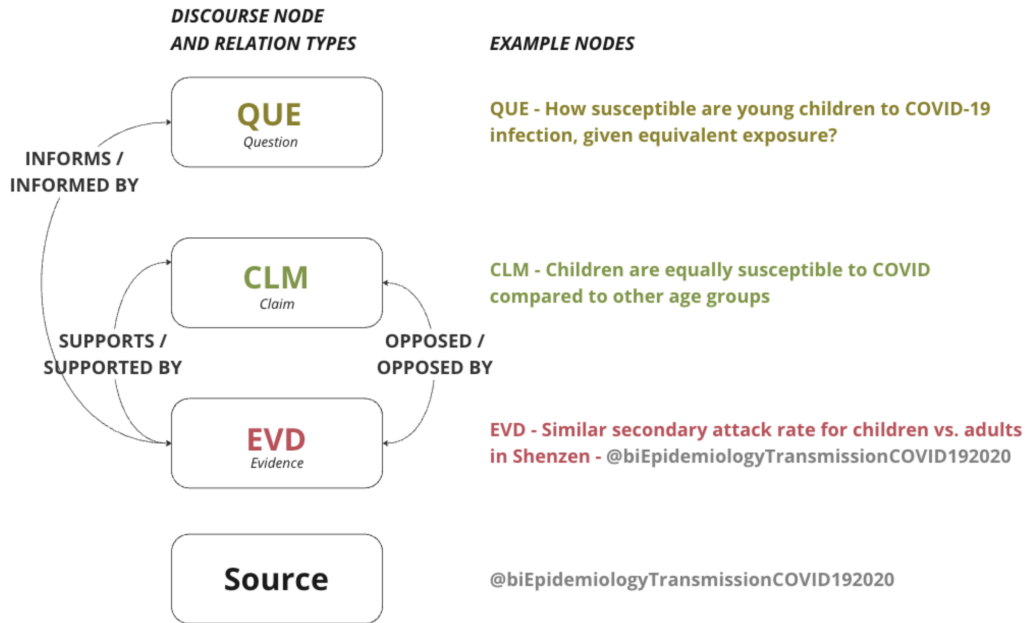 DISCOURSE NODE
AND RELATION TYPES
EXAMPLE NODES
QUE
Question
QUE - How susceptible are young children to COVID-19
infection, given equivalent exposure?
INFORMS /
INFORMED BY
CLM
Claim
CLM - Children are equally susceptible to COVID
compared to other age groups
SUPPORTS /
SUPPORTED BY
OPPOSED /
OPPOSED BY
EVD
Evidence
EVD - Similar secondary attack rate for children vs. adults
in Shenzen - @biEpidemiologyTransmissionCOVID192020
Source
@biEpidemiologyTransmissionCOVID192020